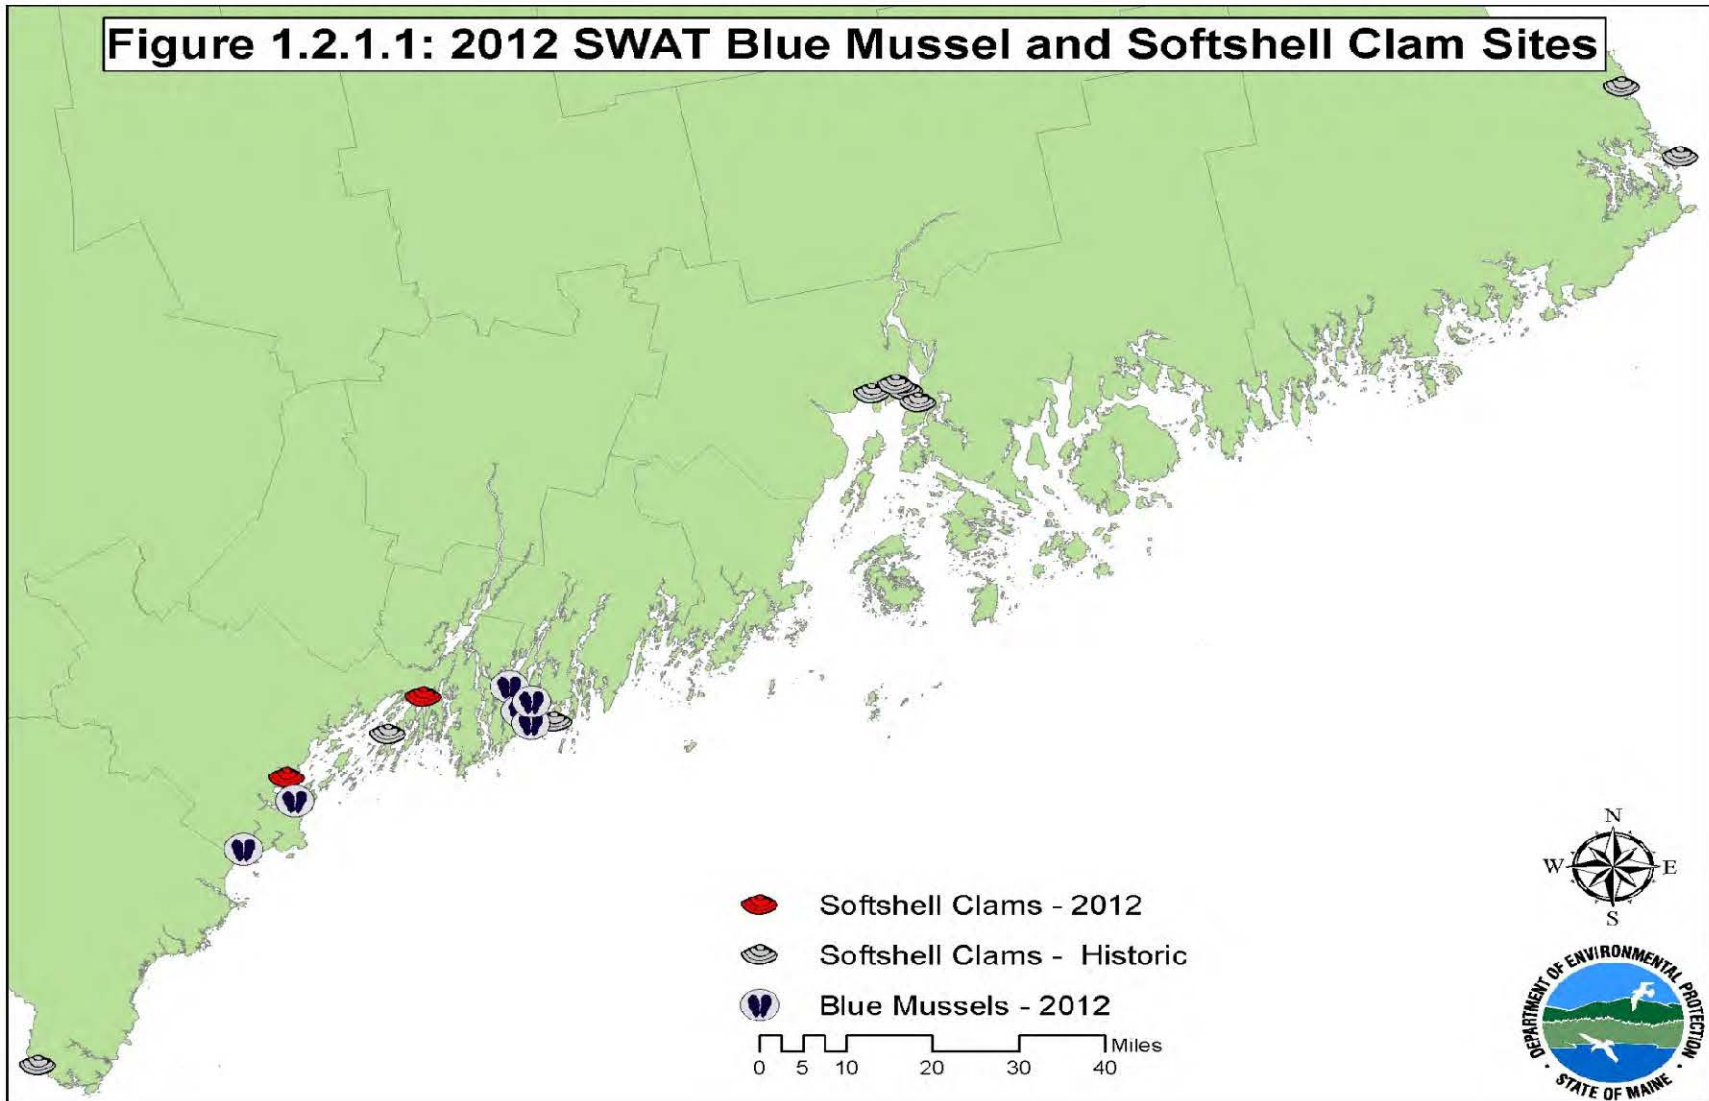 Figure 1.2.1.1: 2012 SWAT Blue Mussel and Softshell Clam Sites
N
W E
S
Softshell Clams - 2012
Softshell Clams -  Historic
Blue Mussels - 2012
Miles
0 5 10 20 30 40
DEPARTMENT OF ENVIRONMENTAL PROTECTION
· STATE OF MAINE ·